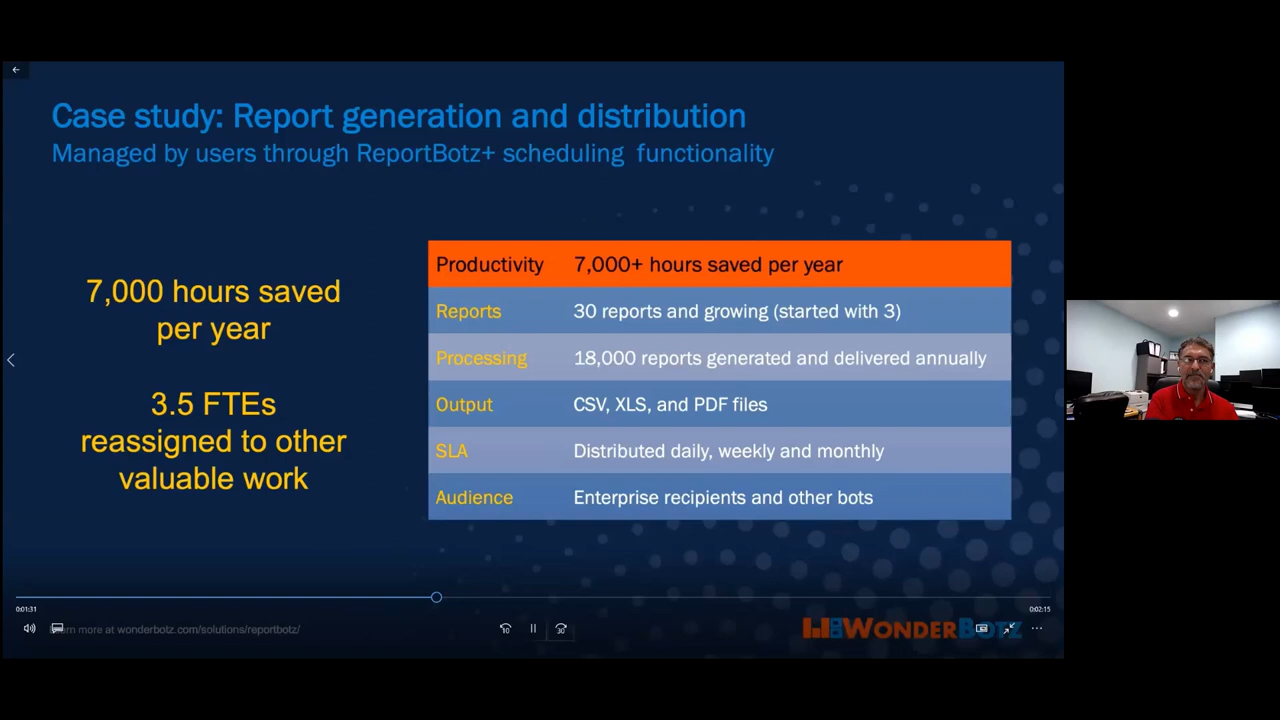 Case study: Report generation and distribution
Managed by users through ReportBotz+ scheduling functionality
7,000 hours saved
per year
3.5 FTEs
reassigned to other
valuable work
Productivity 7,000+ hours saved per year
Reports 30 reports and growing (started with 3)
Processing 18,000 reports generated and delivered annually
Output CSV, XLS, and PDF files
SLA Distributed daily, weekly and monthly
Audience Enterprise recipients and other bots
0:01:31
0:02:15
more at wonderbotz.com/solutions/reportbotz/
10
30
WONDERBOTZ